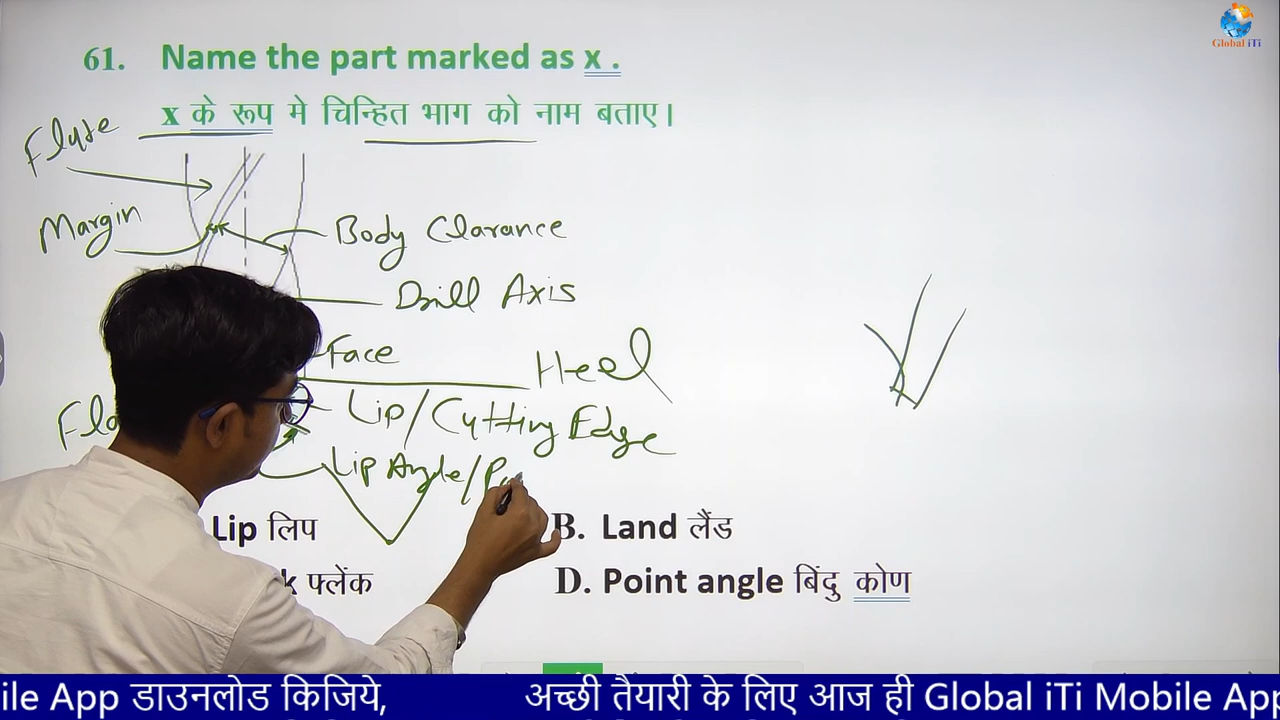 Global iTi
61. Name the part marked as x .
x के रूप मे चिन्हित भाग को नाम बताए।
Flute
Margin
Body Clarance
Drill Axis
Face
Heel
Lip/Cutting Edge
Lip Angle/
Lip लिप
B. Land लैंड
फ्लेंक
D. Point angle बिंदु कोण
ile App डाउनलोड किजिये, अच्छी तैयारी के लिए आज ही Global iTi Mobile App